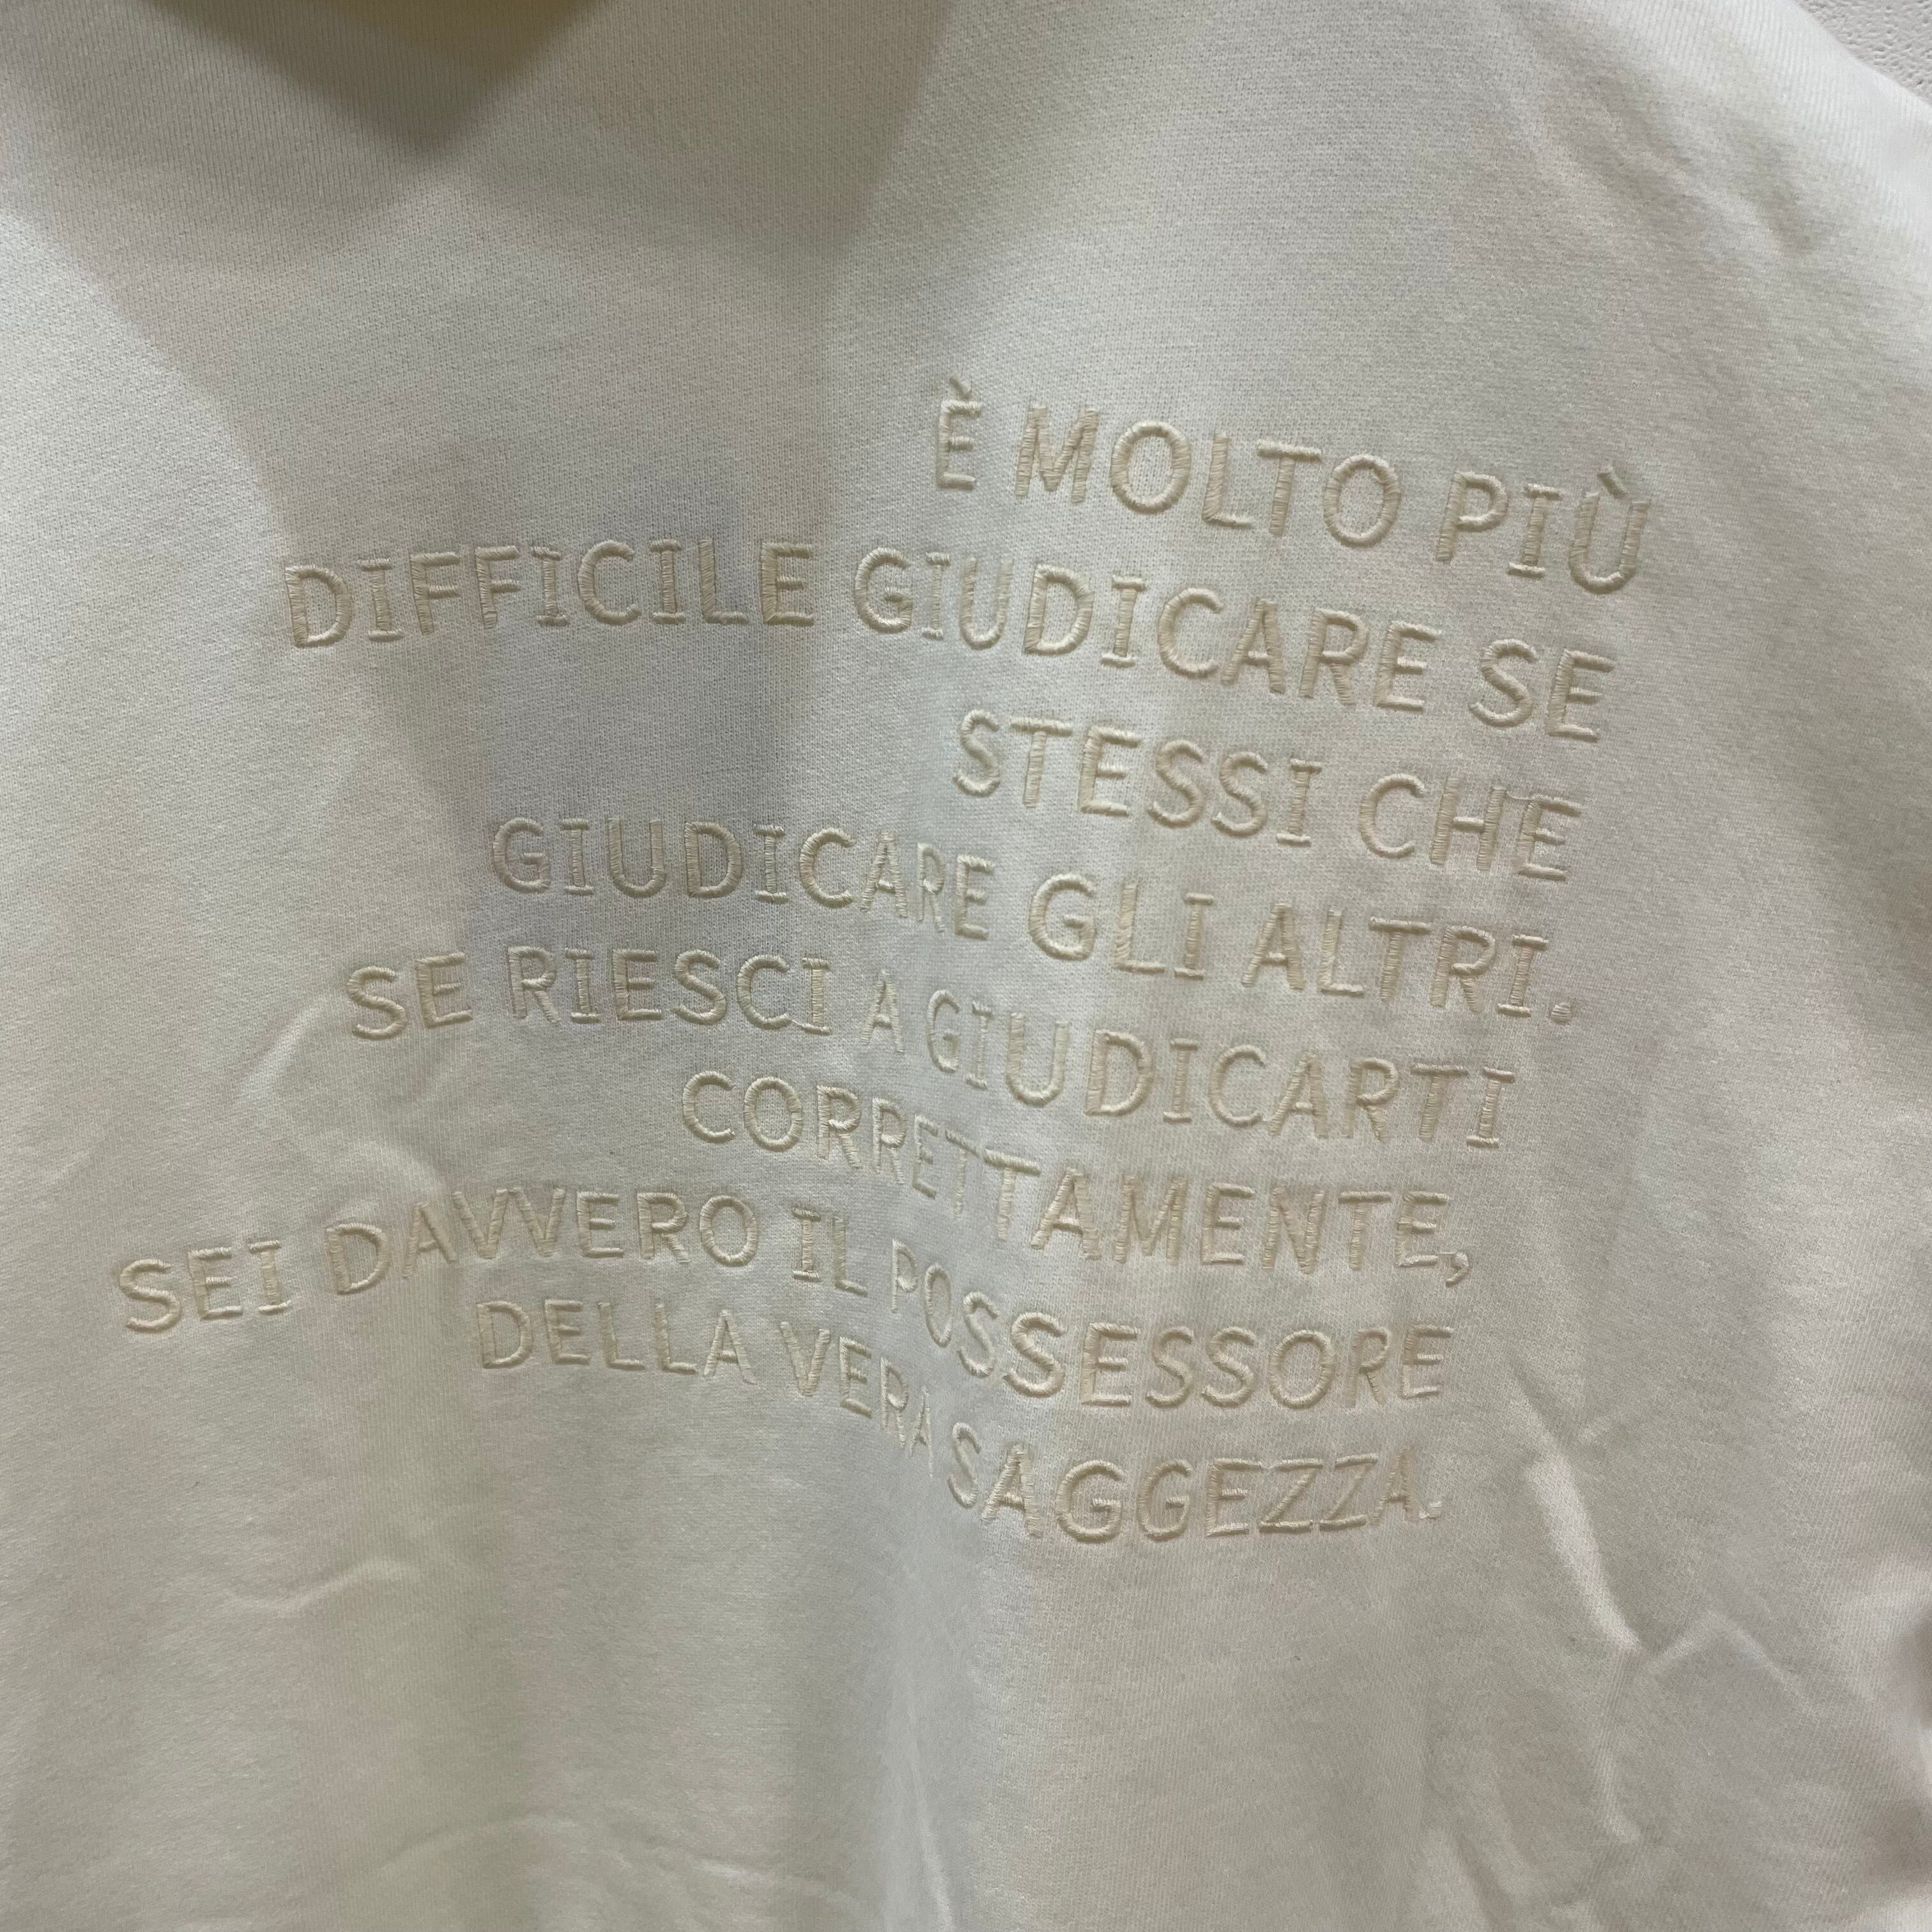 È MOLTO PIÙ
DIFFICILE GIUDICARE SE
STESSI CHE
GIUDICARE GLI ALTRI.
SE RIESCI A GIUDICARTI
CORRETTAMENTE,
SEI DAVVERO IL POSSESSORE
DELLA VERA SAGGEZZA.